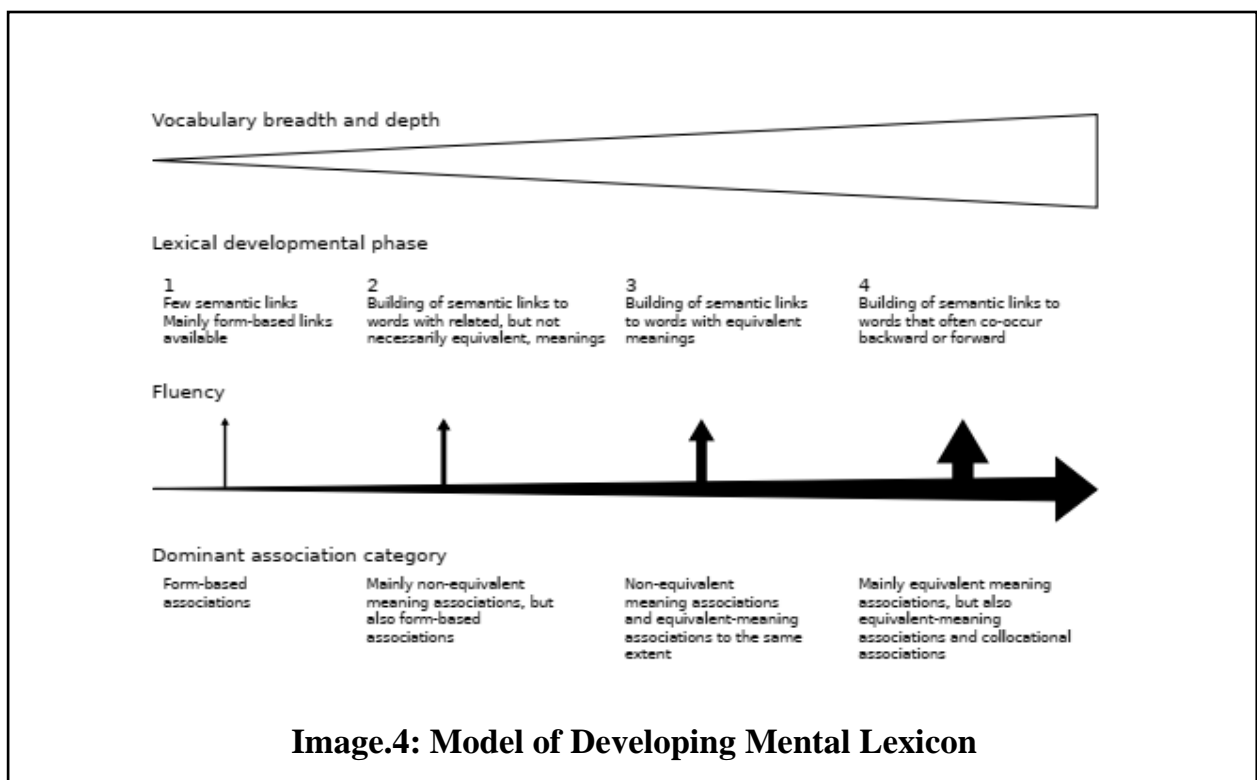 Vocabulary breadth and depth
Lexical developmental phase
1
Few semantic links
Mainly form-based links
available
2
Building of semantic links to
words with related, but not
necessarily equivalent, meanings
3
Building of semantic links
to words with equivalent
meanings
4
Building of semantic links to
words that often co-occur
backward or forward
Fluency
Dominant association category
Form-based
associations
Mainly non-equivalent
meaning associations, but
also form-based
associations
Non-equivalent
meaning associations
and equivalent-meaning
associations to the same
extent
Mainly equivalent meaning
associations, but also
equivalent-meaning
associations and collocational
associations
Image.4: Model of Developing Mental Lexicon